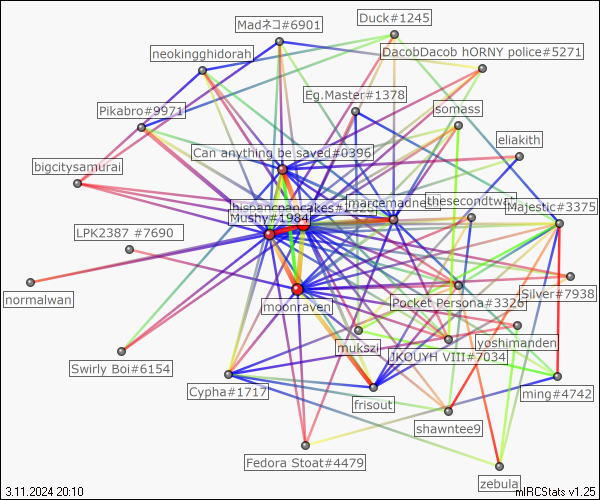 Duck#1245
Madネコ#6901
neokingghidorah
DacobDacob hORNY police#5271
Eg.Master#1378
Pikabro#9971
somass
eliakith
Can anything be saved#0396
bigcitysamurai
thesecondtwat
Majestic#3375
Mushy#1984
LPK2387 #7690
normalwan
moonraven
Pocket Persona#3326
Silver#7938
mukszi
JKOUYH VIII#7034
yoshimanden
Swirly Boi#6154
Cypha#1717
frisout
ming#4742
shawntee9
Fedora Stoat#4479
zebula
3.11.2024 20:10
mIRCStats v1.25